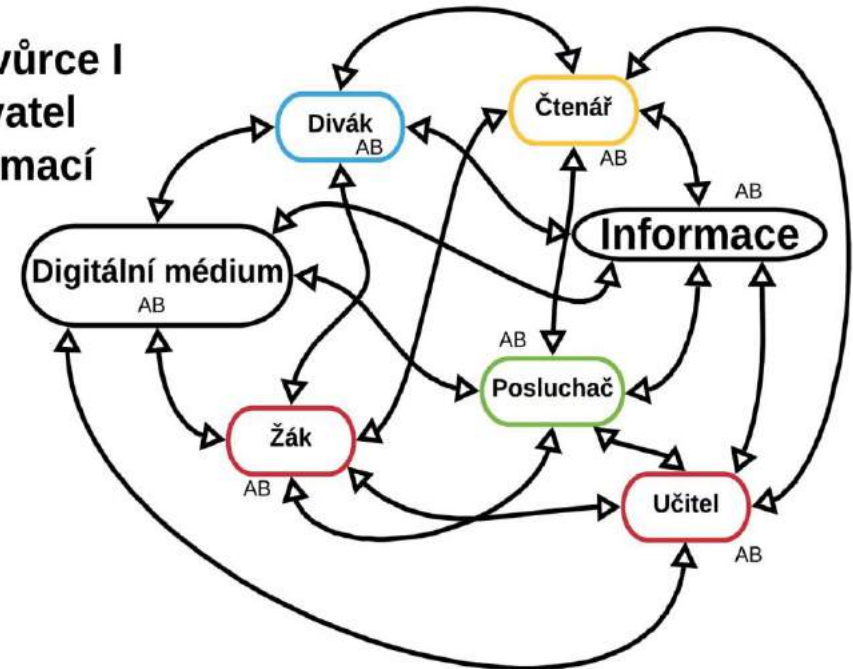 vůrce I
vatel
mací
Divák
AB
Čtenář
AB
AB
Informace
Digitální médium
AB
AB
Posluchač
Žák
AB
Učitel
AB